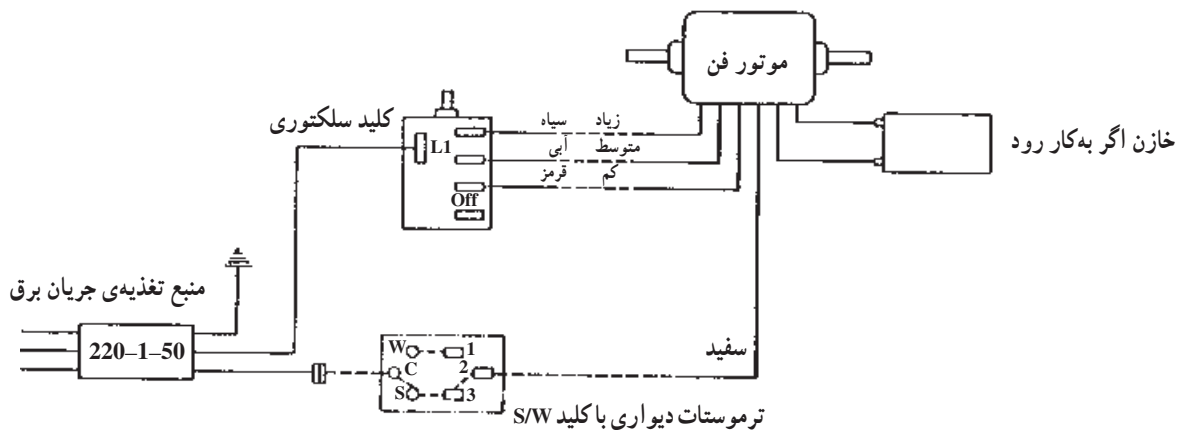 موتور فن
خازن اگر به‌کار رود
کلید سلکتوری
L1
Off
سیاه زیاد
آبی متوسط
قرمز کم
منبع تغذیه‌ی جریان برق
220–1–50
سفید
W 1
C 2
S 3
ترموستات دیواری با کلید S/W